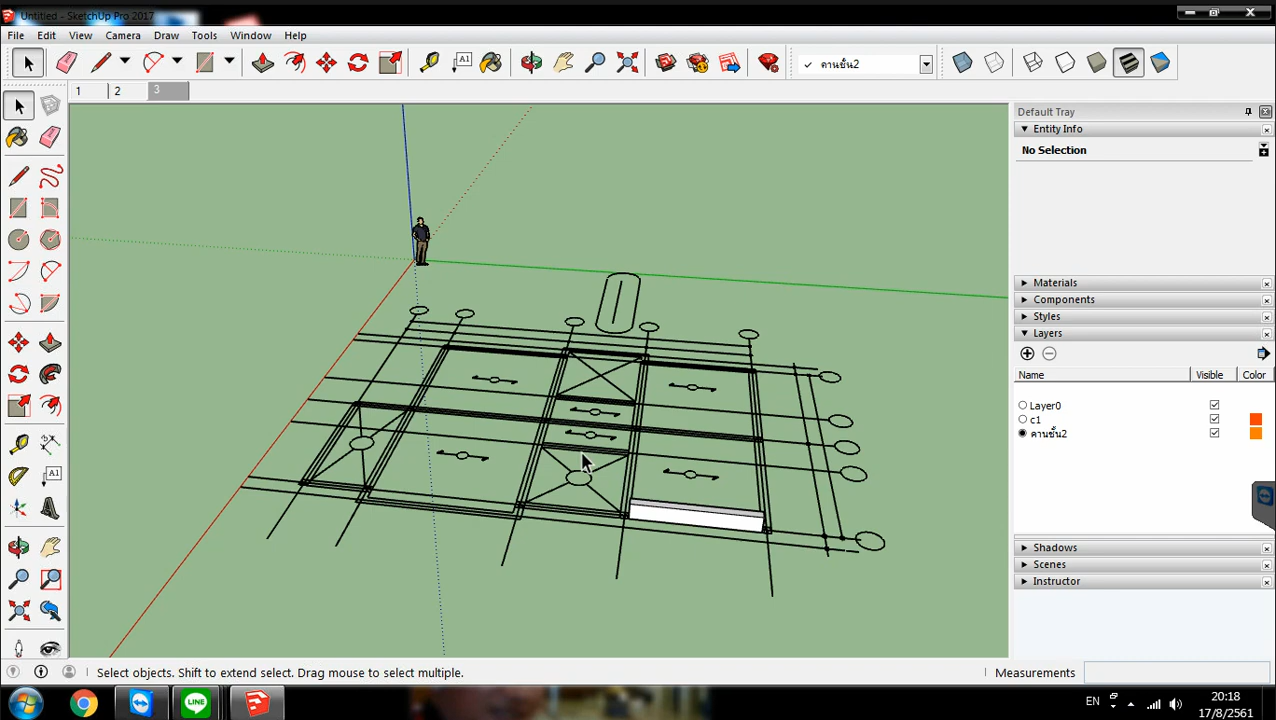 Untitled - SketchUp Pro 2017
File Edit View Camera Draw Tools Window Help
A1
✓ คานชั้น2
1 2 3
Default Tray
Entity Info
No Selection
Materials
Components
Styles
Layers
Name Visible Color
Layer0
c1
คานชั้น2
A1
Shadows
Scenes
Instructor
Select objects. Shift to extend select. Drag mouse to select multiple.
Measurements
LINE
EN
20:18
17/8/2561